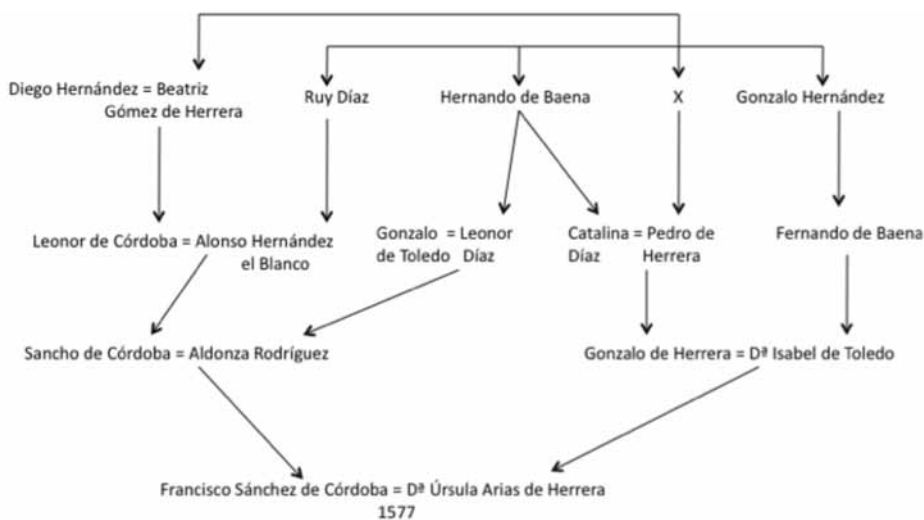 Diego Hernández = Beatriz
Gómez de Herrera
Ruy Díaz
Hernando de Baena
X
Gonzalo Hernández
Leonor de Córdoba = Alonso Hernández
el Blanco
Gonzalo = Leonor
de Toledo Díaz
Catalina = Pedro de
Díaz Herrera
Fernando de Baena
Sancho de Córdoba = Aldonza Rodríguez
Gonzalo de Herrera = Dª Isabel de Toledo
Francisco Sánchez de Córdoba = Dª Úrsula Arias de Herrera
1577